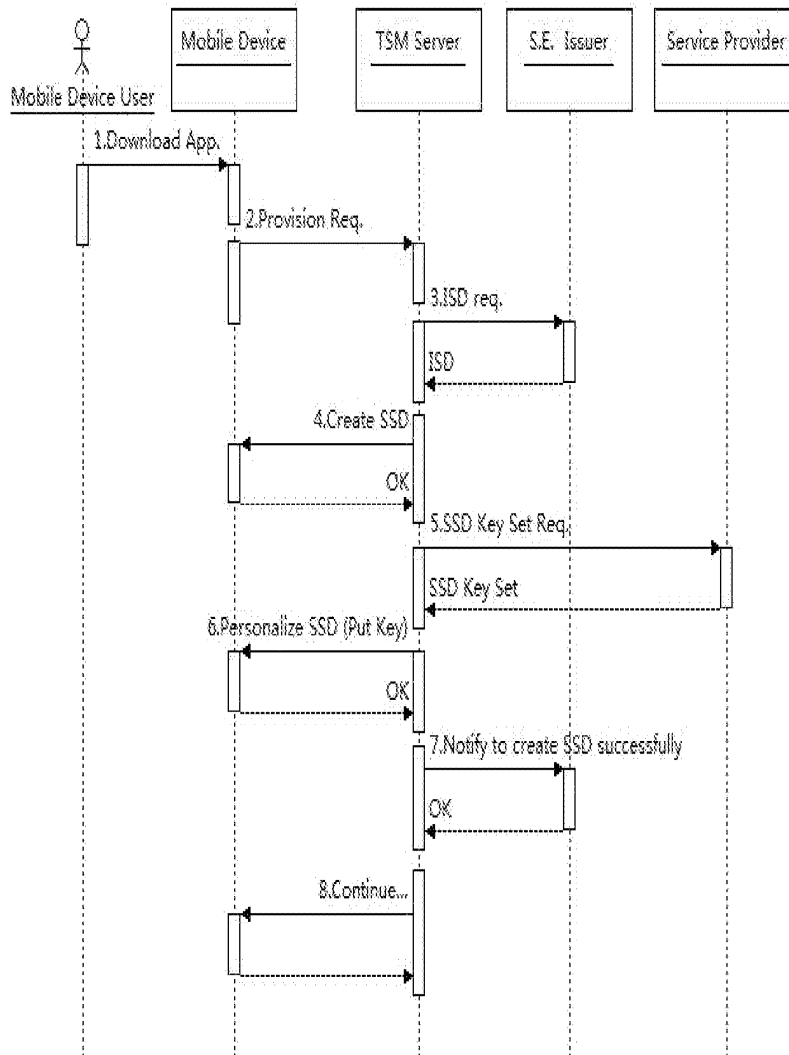 Mobile Device
TSM Server
S.E. Issuer
Service Provider
Mobile Device User
1.Download App.
2.Provision Req.
3.ISD req.
ISD
4.Create SSD
OK
5.SSD Key Set Req.
SSD Key Set
6.Personalize SSD (Put Key)
OK
7.Notify to create SSD successfully
OK
8.Continue...